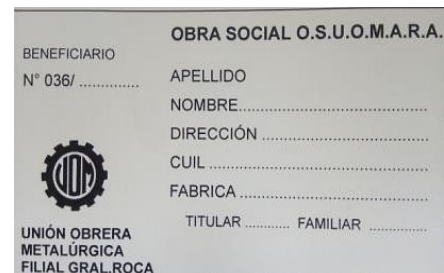 OBRA SOCIAL O.S.U.O.M.A.R.A.
BENEFICIARIO
N° 036/ ..............
APELLIDO
NOMBRE..........................................
DIRECCIÓN ......................................
CUIL ................................................
FABRICA .........................................
TITULAR ........... FAMILIAR ..............
UOM
UNIÓN OBRERA
METALÚRGICA
FILIAL GRAL.ROCA